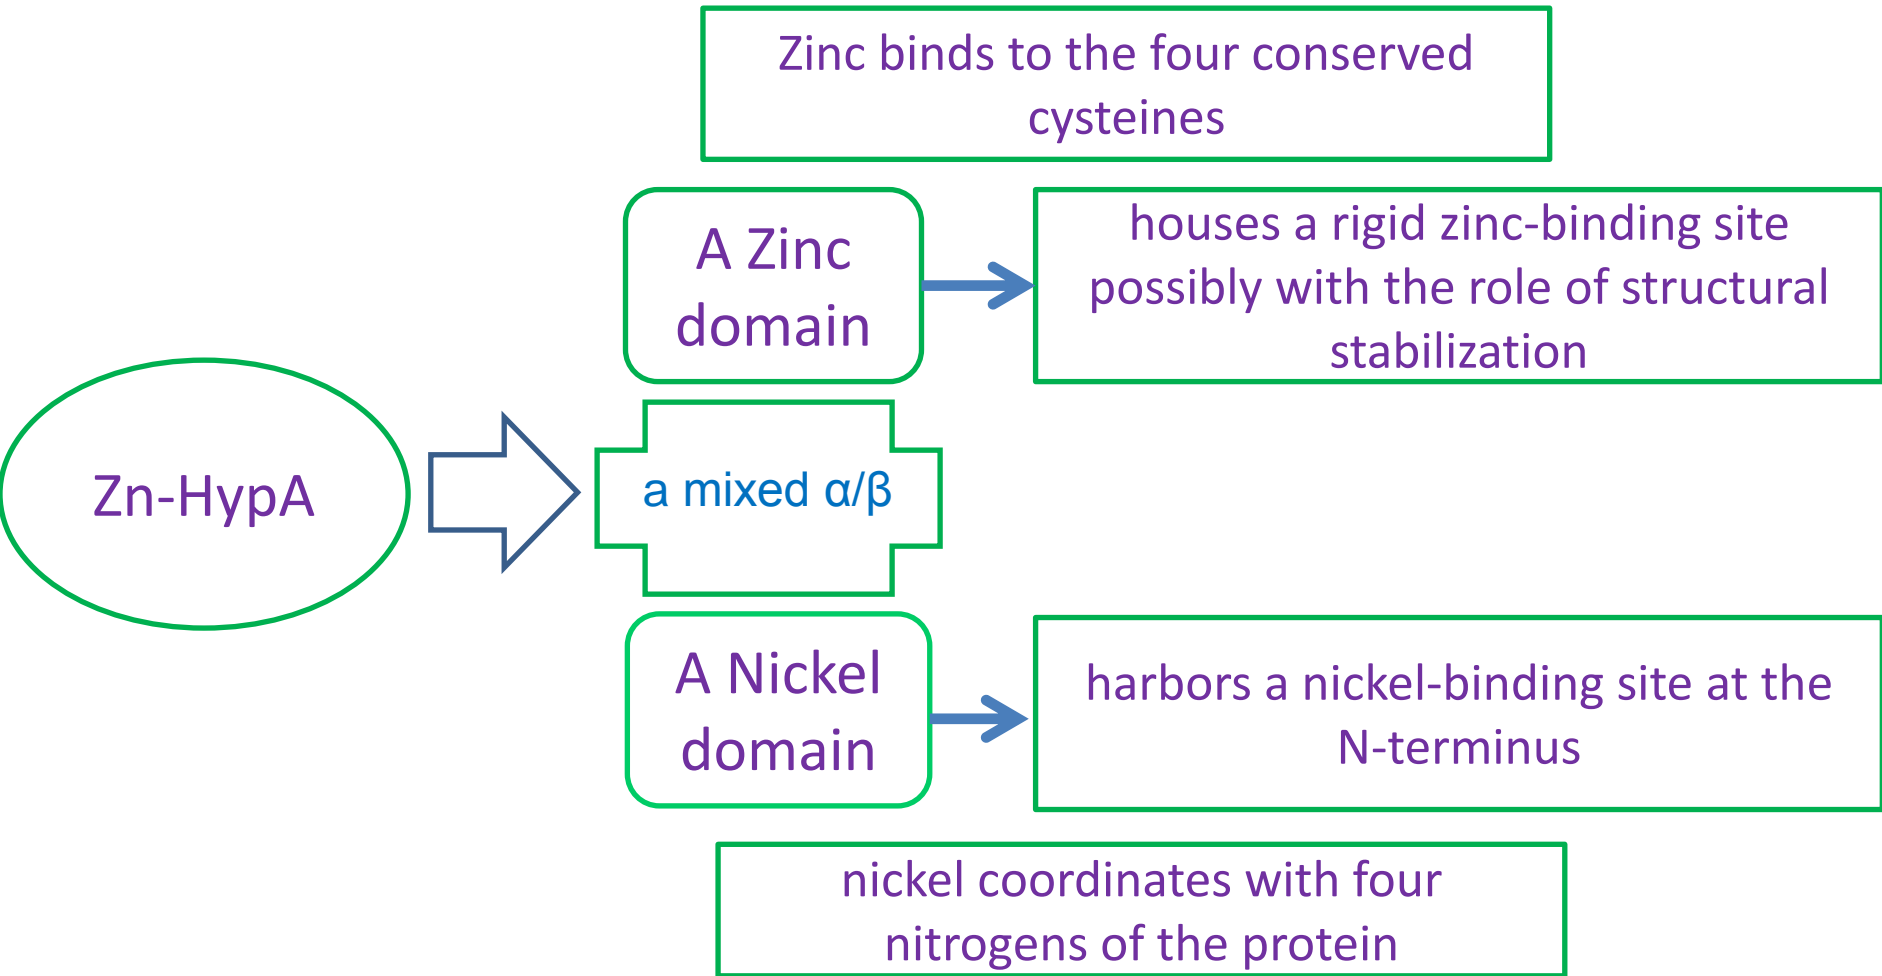 Zinc binds to the four conserved
cysteines
A Zinc
domain
houses a rigid zinc-binding site
possibly with the role of structural
stabilization
Zn-HypA
a mixed α/β
A Nickel
domain
harbors a nickel-binding site at the
N-terminus
nickel coordinates with four
nitrogens of the protein